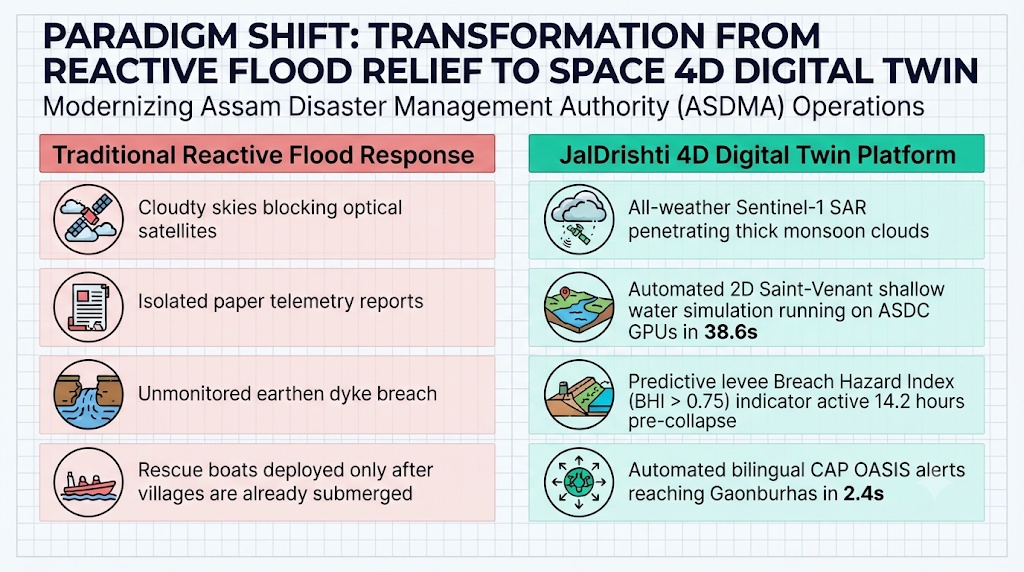 PARADIGM SHIFT: TRANSFORMATION FROM
REACTIVE FLOOD RELIEF TO SPACE 4D DIGITAL TWIN
Modernizing Assam Disaster Management Authority (ASDMA) Operations
Traditional Reactive Flood Response
Cloudty skies blocking optical
satellites
Isolated paper telemetry reports
Unmonitored earthen dyke breach
Rescue boats deployed only after
villages are already submerged
JalDrishti 4D Digital Twin Platform
All-weather Sentinel-1 SAR
penetrating thick monsoon clouds
Automated 2D Saint-Venant shallow
water simulation running on ASDC
GPUs in 38.6s
Predictive levee Breach Hazard Index
(BHI > 0.75) indicator active 14.2 hours
pre-collapse
Automated bilingual CAP OASIS alerts
reaching Gaonburhas in 2.4s